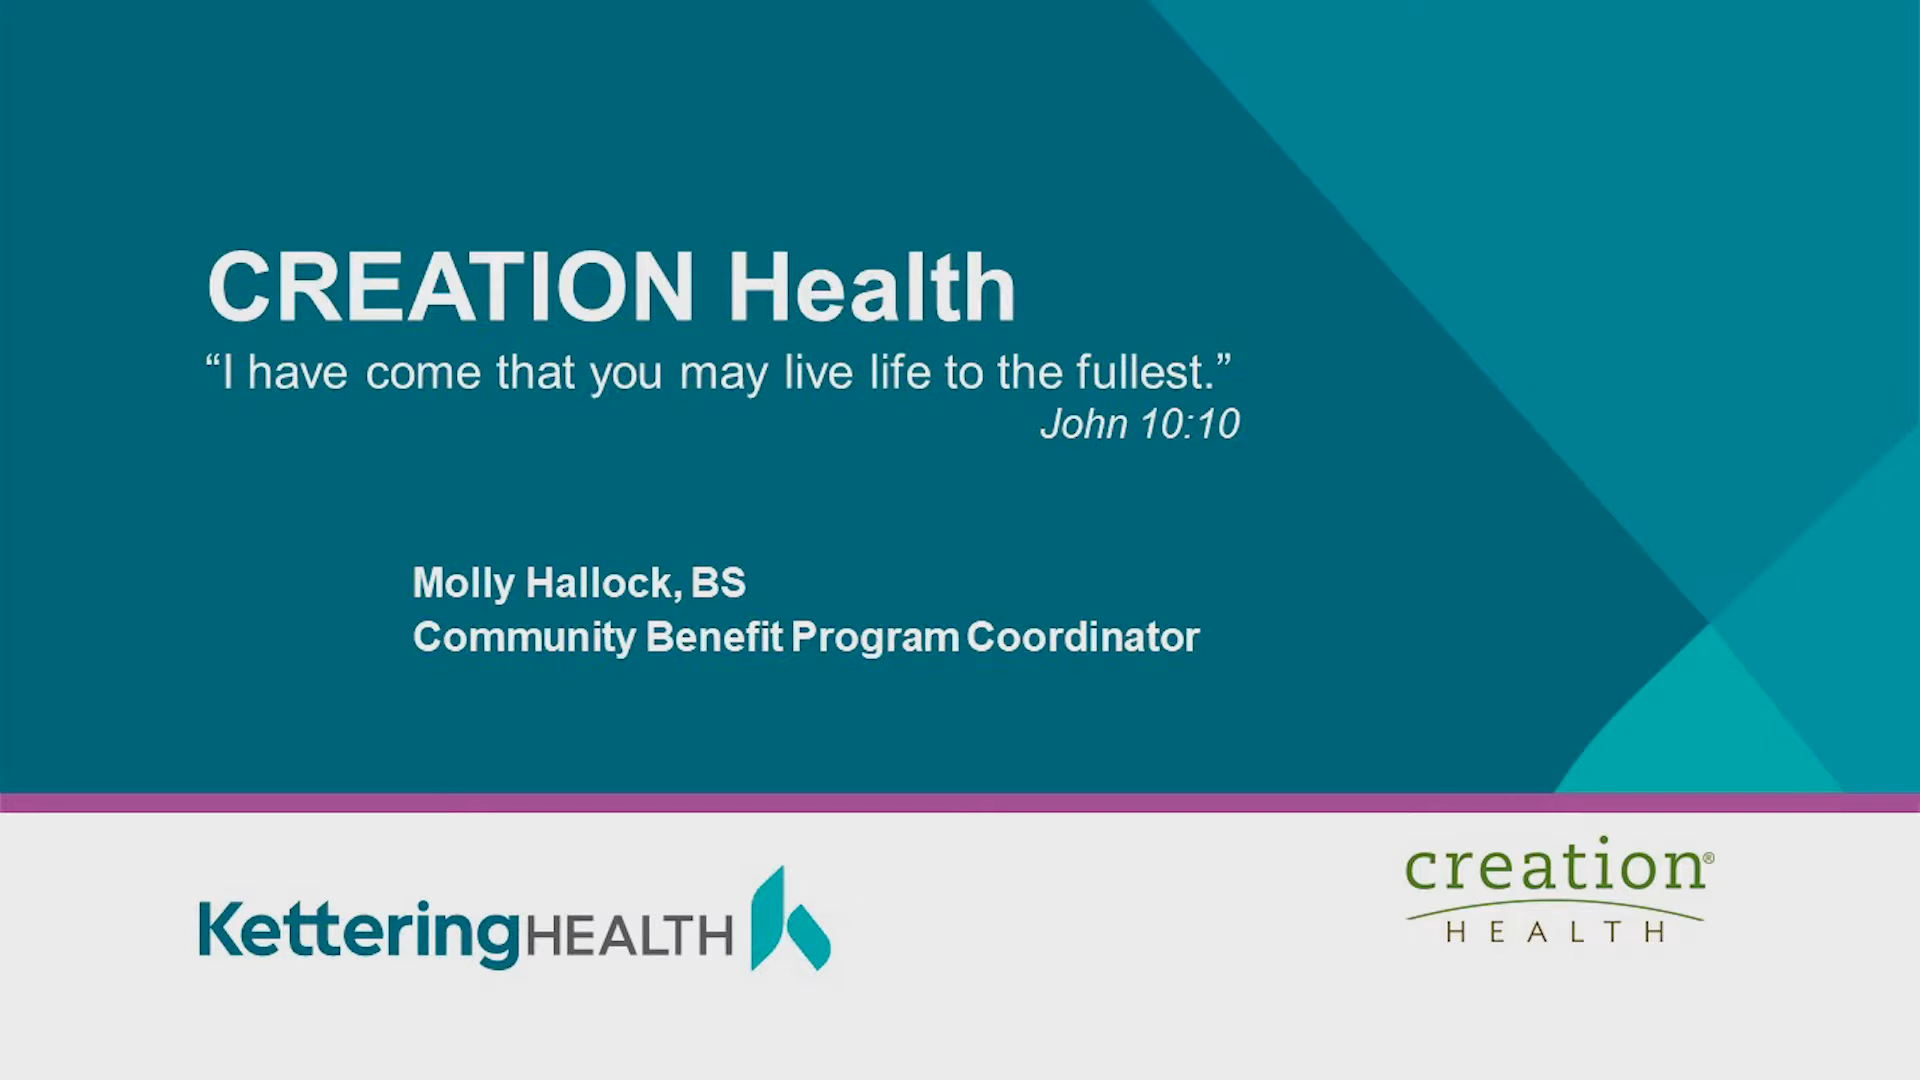 CREATION Health
“I have come that you may live life to the fullest.”
John 10:10
Molly Hallock, BS
Community Benefit Program Coordinator
KetteringHEALTH
creation®
HEALTH